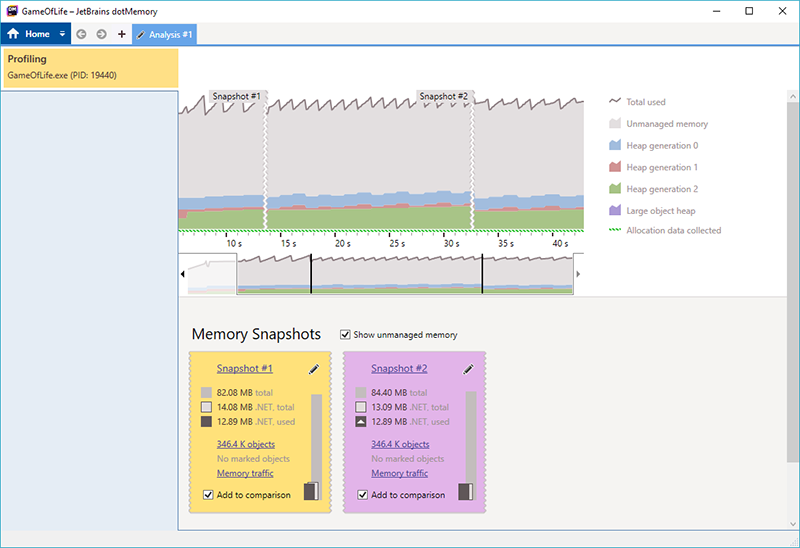 GameOfLife – JetBrains dotMemory
Home
Analysis #1
Profiling
GameOfLife.exe (PID: 19440)
Snapshot #1
Snapshot #2
Total used
Unmanaged memory
Heap generation 0
Heap generation 1
Heap generation 2
Large object heap
Allocation data collected
10 s
15 s
20 s
25 s
30 s
35 s
40 s
Memory Snapshots
Show unmanaged memory
Snapshot #1
82.08 MB total
14.08 MB .NET, total
12.89 MB .NET, used
346.4 K objects
No marked objects
Memory traffic
Add to comparison
Snapshot #2
84.40 MB total
13.09 MB .NET, total
12.89 MB .NET, used
346.4 K objects
No marked objects
Memory traffic
Add to comparison